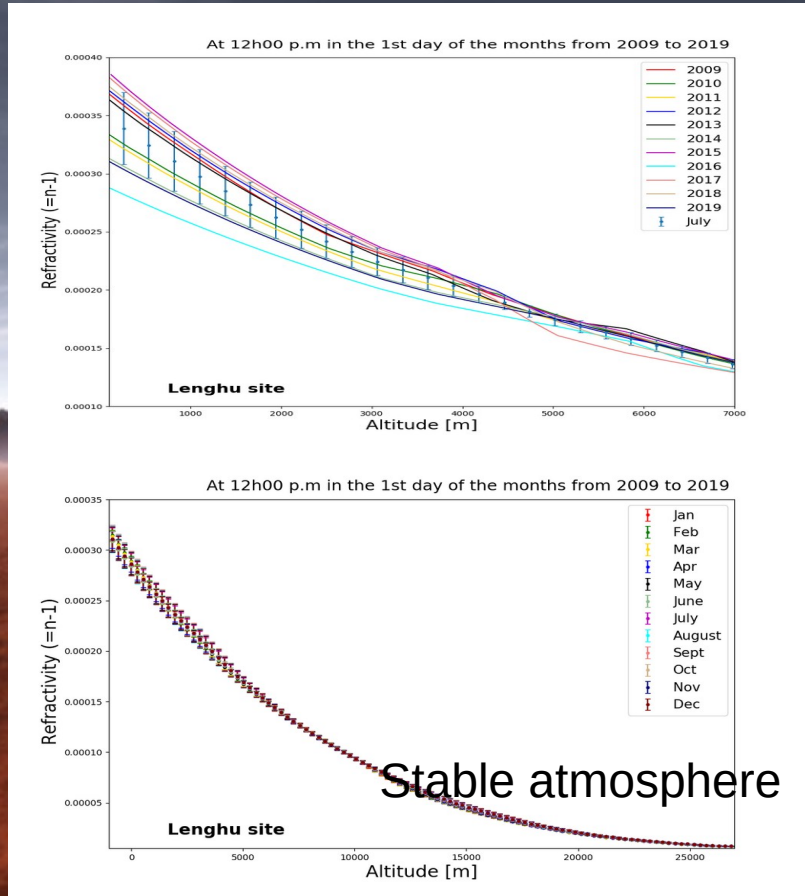 At 12h00 p.m in the 1st day of the months from 2009 to 2019
0.00040
0.00035
0.00030
0.00025
0.00020
0.00015
0.00010
Refractivity (=n-1)
2009
2010
2011
2012
2013
2014
2015
2016
2017
2018
2019
July
Lenghu site
1000 2000 3000 4000 5000 6000 7000
Altitude [m]
At 12h00 p.m in the 1st day of the months from 2009 to 2019
0.00035
0.00030
0.00025
0.00020
0.00015
0.00010
0.00005
Refractivity (=n-1)
Jan
Feb
Mar
Apr
May
June
July
August
Sept
Oct
Nov
Dec
Stable atmosphere
Lenghu site
0 5000 10000 15000 20000 25000
Altitude [m]